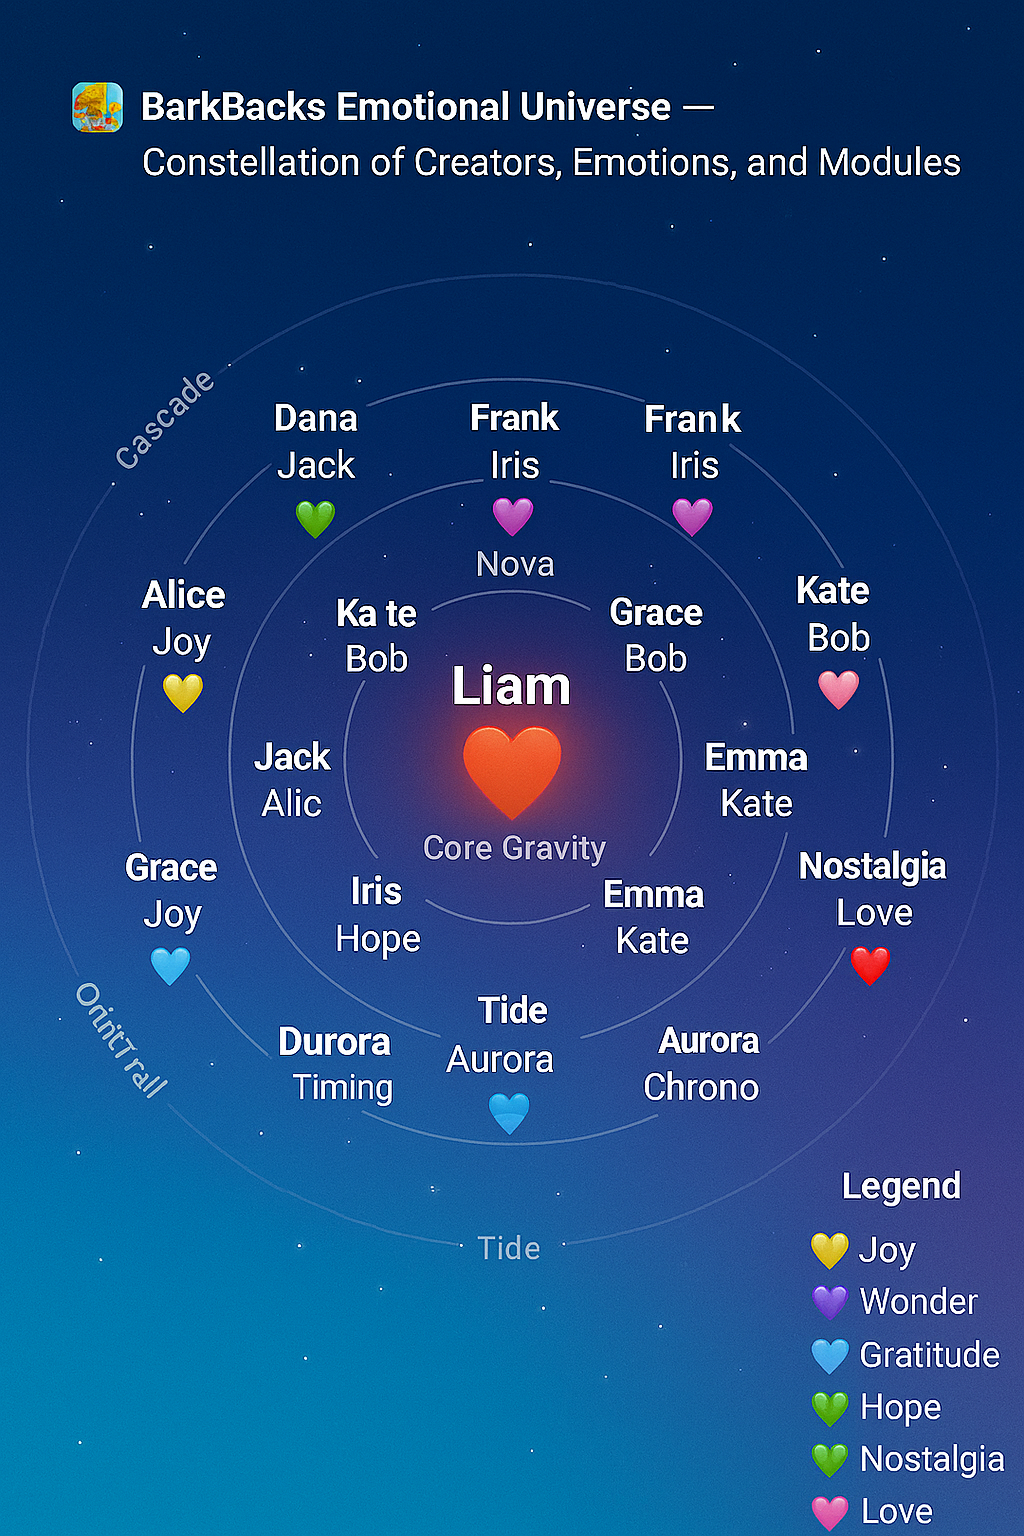 BarkBacks Emotional Universe —
Constellation of Creators, Emotions, and Modules
Cascade
Dana
Jack
Frank
Iris
Frank
Iris
Nova
Alice
Joy
Ka te
Bob
Grace
Bob
Kate
Bob
Liam
Jack
Alic
Emma
Kate
Core Gravity
Grace
Joy
Iris
Hope
Emma
Kate
Nostalgia
Love
OrintTrall
Durora
Timing
Tide
Aurora
Aurora
Chrono
Tide
Legend
Joy
Wonder
Gratitude
Hope
Nostalgia
Love